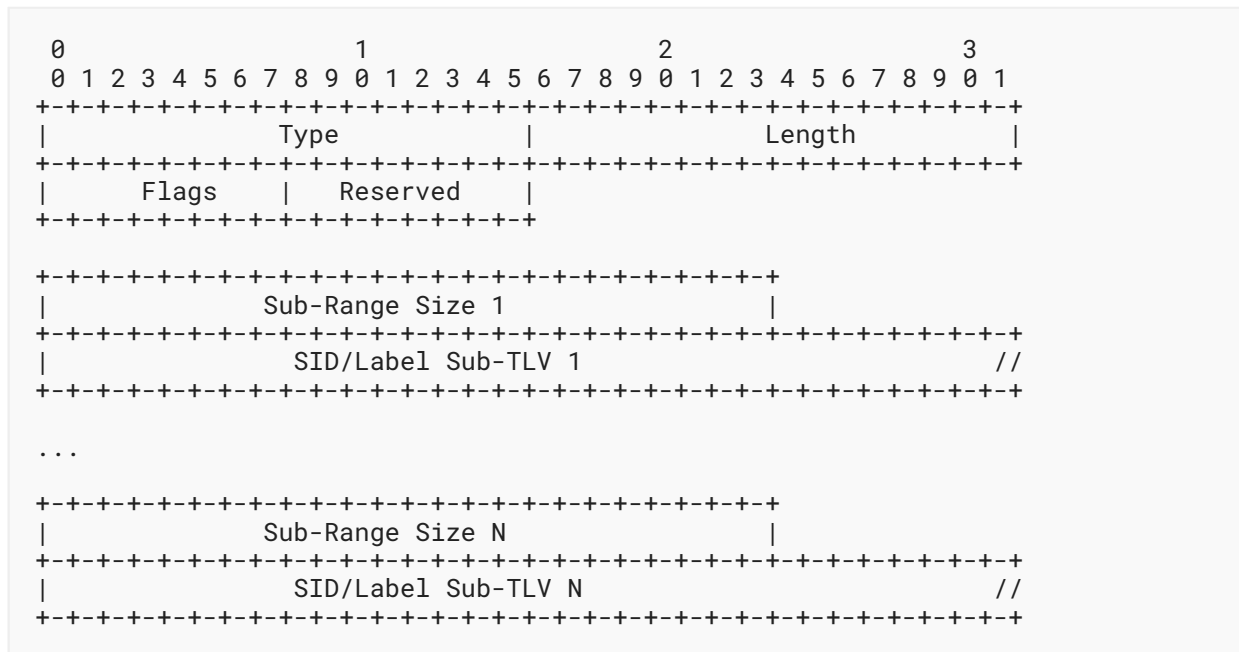 0                   1                   2                   3
 0 1 2 3 4 5 6 7 8 9 0 1 2 3 4 5 6 7 8 9 0 1 2 3 4 5 6 7 8 9 0 1
+-+-+-+-+-+-+-+-+-+-+-+-+-+-+-+-+-+-+-+-+-+-+-+-+-+-+-+-+-+-+-+-+
|               Type            |               Length          |
+-+-+-+-+-+-+-+-+-+-+-+-+-+-+-+-+-+-+-+-+-+-+-+-+-+-+-+-+-+-+-+-+
|      Flags    |   Reserved    |
+-+-+-+-+-+-+-+-+-+-+-+-+-+-+-+-+

+-+-+-+-+-+-+-+-+-+-+-+-+-+-+-+-+-+-+-+-+-+-+-+-+
|              Sub-Range Size 1                 |
+-+-+-+-+-+-+-+-+-+-+-+-+-+-+-+-+-+-+-+-+-+-+-+-+-+-+-+-+-+-+-+-+
|                SID/Label Sub-TLV 1                           //
+-+-+-+-+-+-+-+-+-+-+-+-+-+-+-+-+-+-+-+-+-+-+-+-+-+-+-+-+-+-+-+-+

...

+-+-+-+-+-+-+-+-+-+-+-+-+-+-+-+-+-+-+-+-+-+-+-+-+
|              Sub-Range Size N                 |
+-+-+-+-+-+-+-+-+-+-+-+-+-+-+-+-+-+-+-+-+-+-+-+-+-+-+-+-+-+-+-+-+
|                SID/Label Sub-TLV N                           //
+-+-+-+-+-+-+-+-+-+-+-+-+-+-+-+-+-+-+-+-+-+-+-+-+-+-+-+-+-+-+-+-+